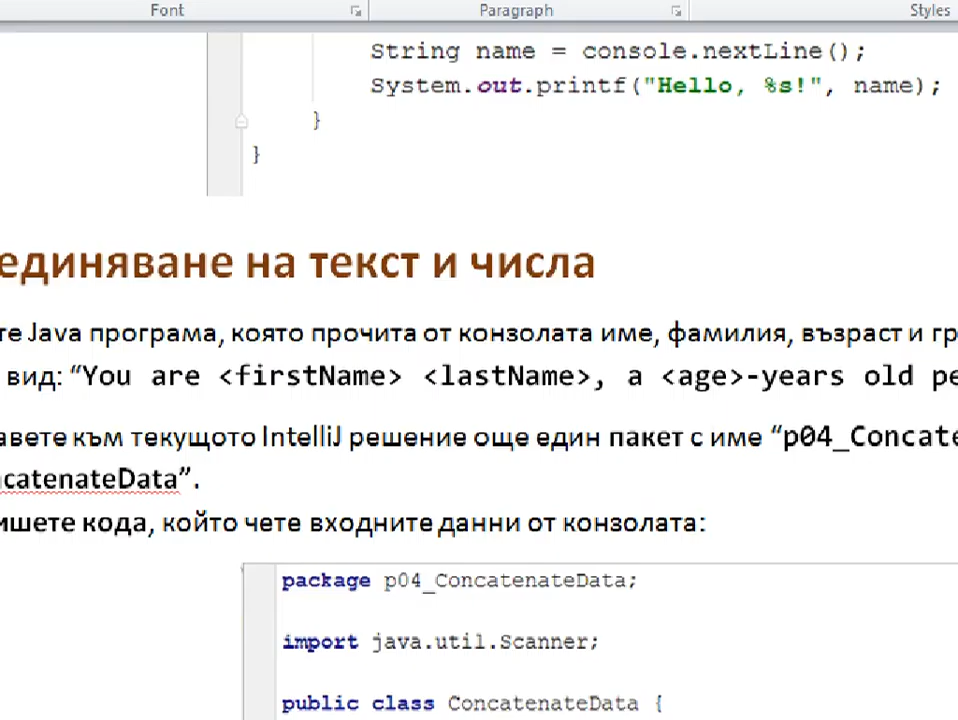 Font Paragraph Styles
String name = console.nextLine();
System.out.printf("Hello, %s!", name);
}
}
единяване на текст и числа
те Java програма, която прочита от конзолата име, фамилия, възраст и гр
вид: “You are <firstName> <lastName>, a <age>-years old pe
авете към текущото IntelliJ решение още един пакет с име “p04_Concate
catenateData”.
ишете кода, който чете входните данни от конзолата:
package p04_ConcatenateData;
import java.util.Scanner;
public class ConcatenateData {